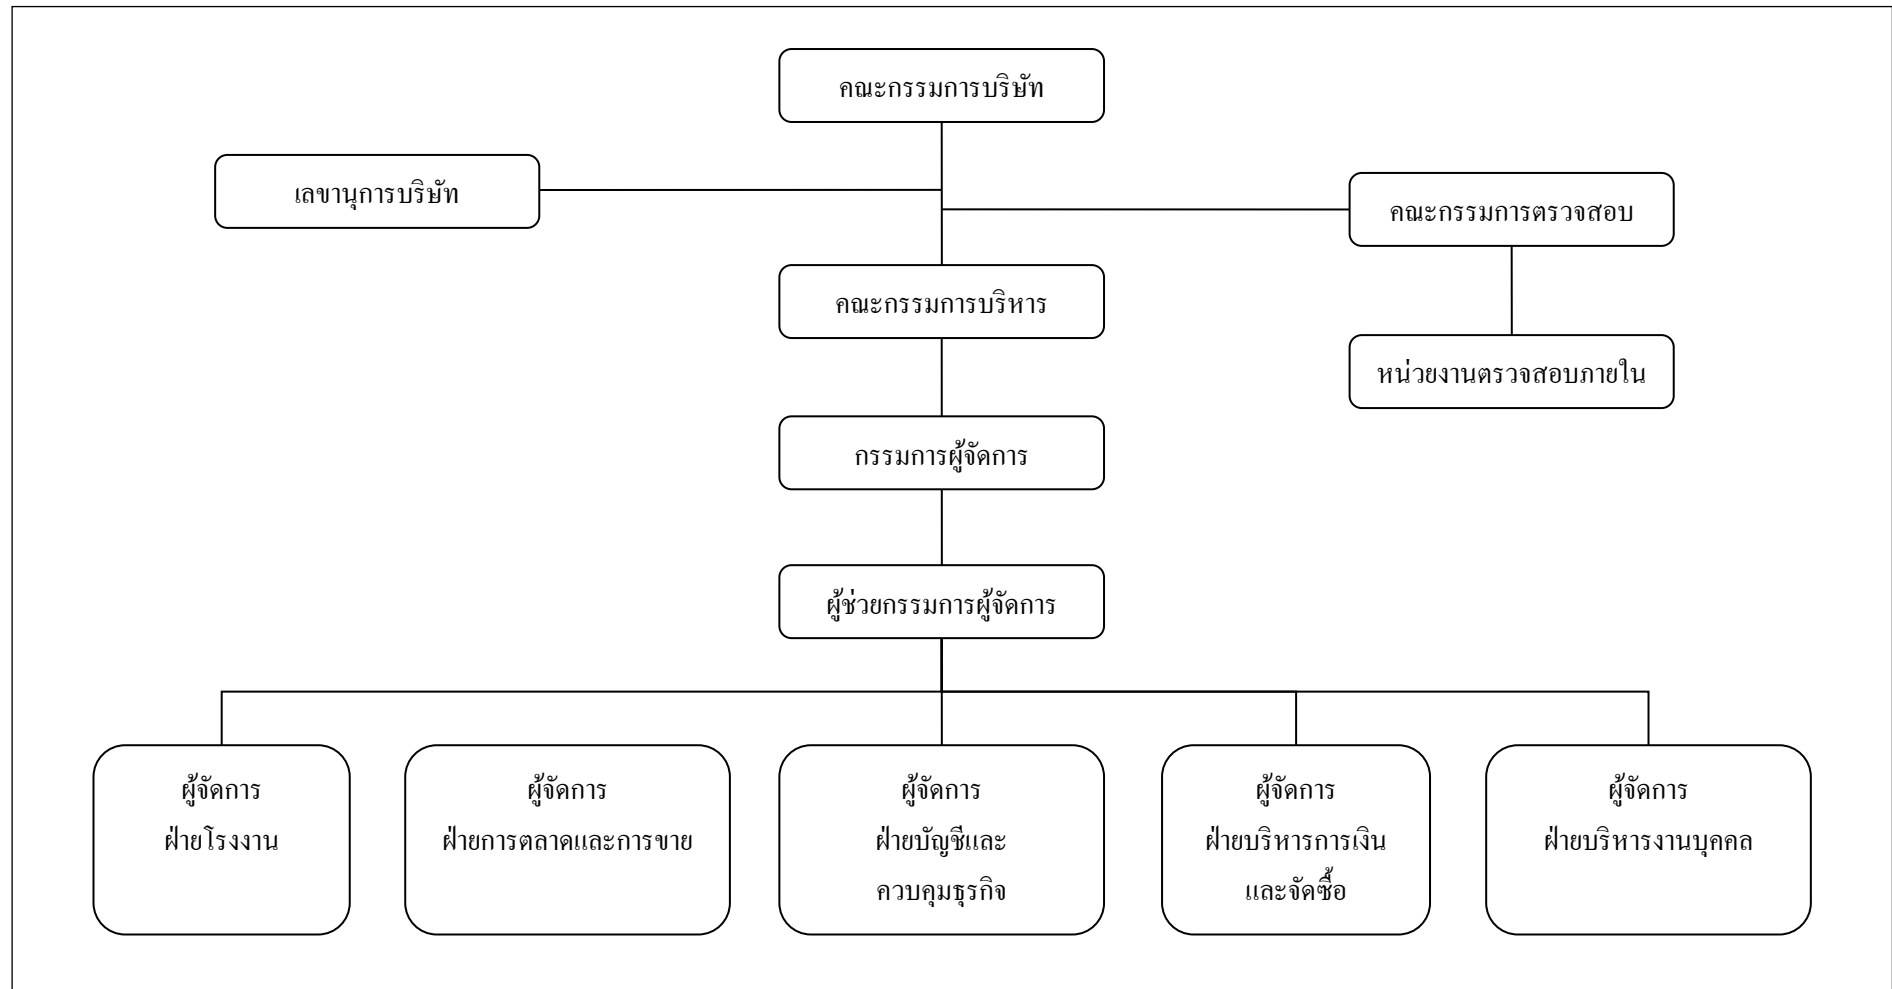 คณะกรรมการบริษัท
เลขานุการบริษัท
คณะกรรมการตรวจสอบ
คณะกรรมการบริหาร
หน่วยงานตรวจสอบภายใน
กรรมการผู้จัดการ
ผู้ช่วยกรรมการผู้จัดการ
ผู้จัดการ
ฝ่ายโรงงาน
ผู้จัดการ
ฝ่ายการตลาดและการขาย
ผู้จัดการ
ฝ่ายบัญชีและ
ควบคุมธุรกิจ
ผู้จัดการ
ฝ่ายบริหารการเงิน
และจัดซื้อ
ผู้จัดการ
ฝ่ายบริหารงานบุคคล